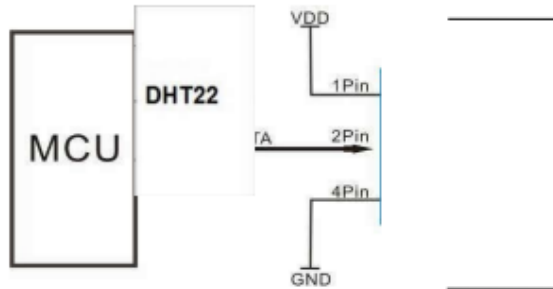 VDD
DHT22
1Pin
MCU
TA
2Pin
4Pin
GND